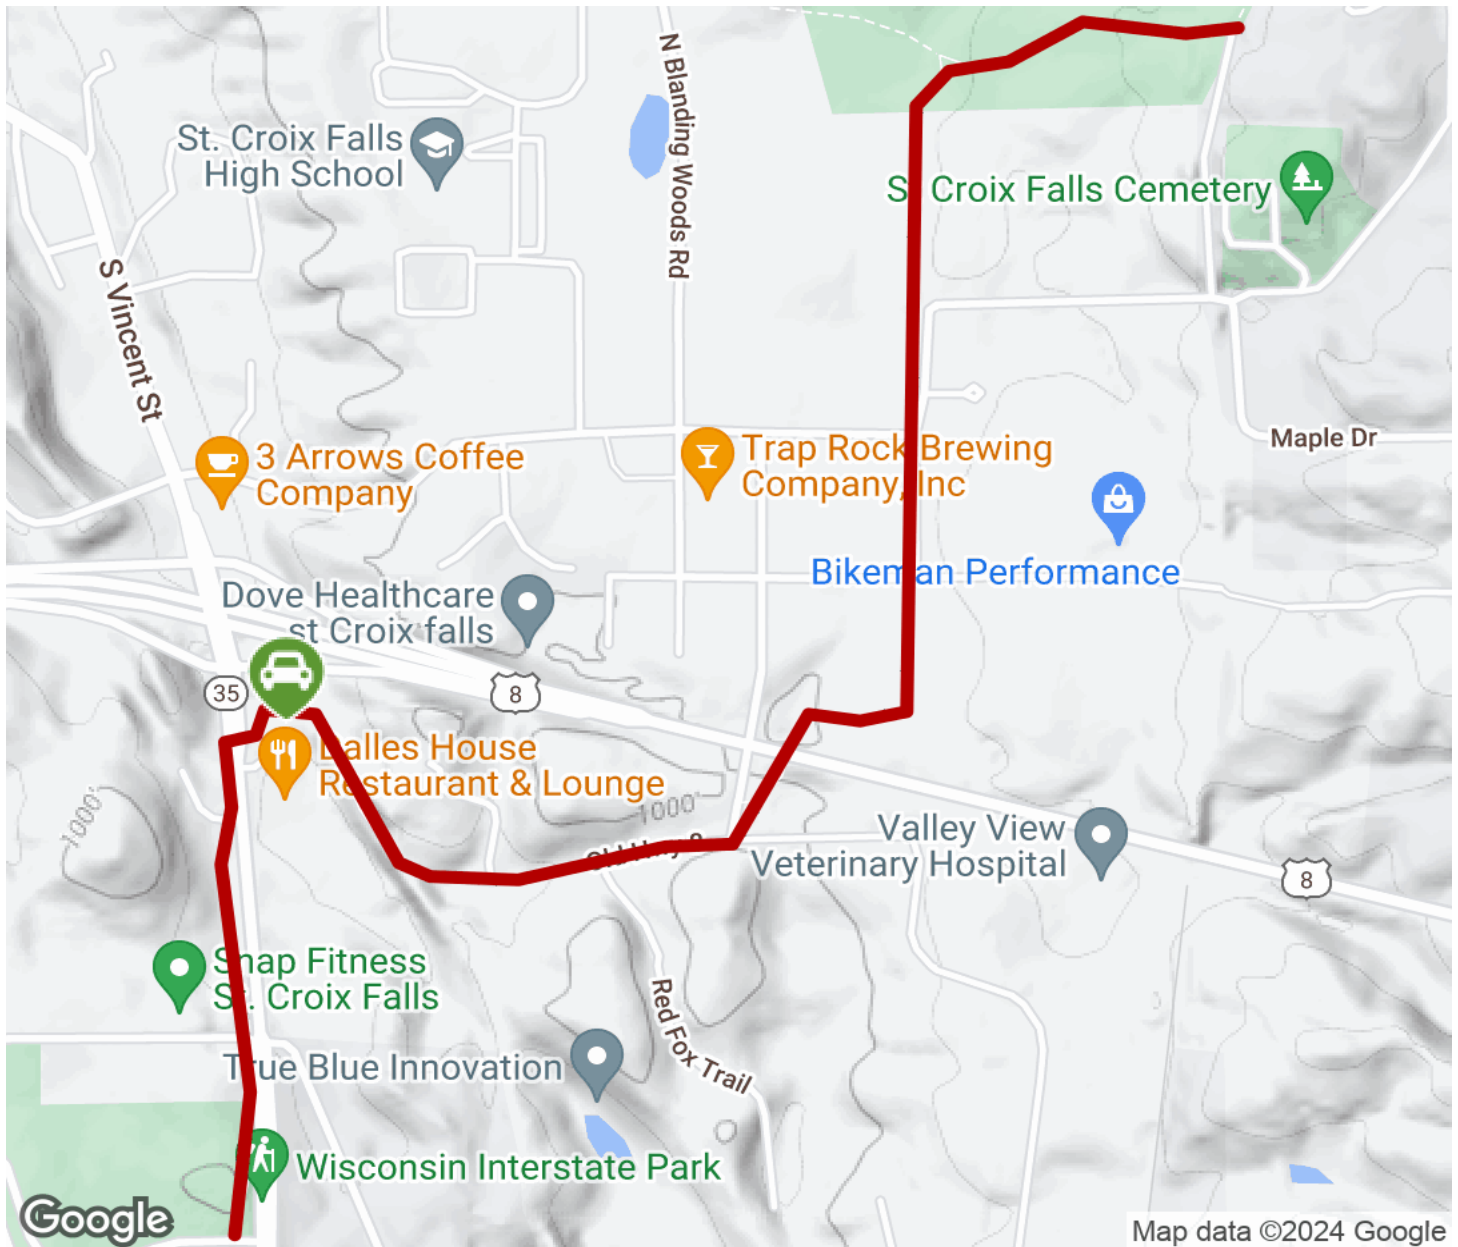 N Blanding Woods Rd
St. Croix Falls
High School
Croix Falls Cemetery
S Vincent St
Maple Dr
3 Arrows Coffee
Company
Trap Rock Brewing
Company, Inc
Bikeman Performance
Dove Healthcare
st Croix falls
35
8
Dalles House
Restaurant & Lounge
1000'
1000'
Valley View
Veterinary Hospital
8
Snap Fitness
St. Croix Falls
Red Fox Trail
True Blue Innovation
Wisconsin Interstate Park
Google
Map data ©2024 Google